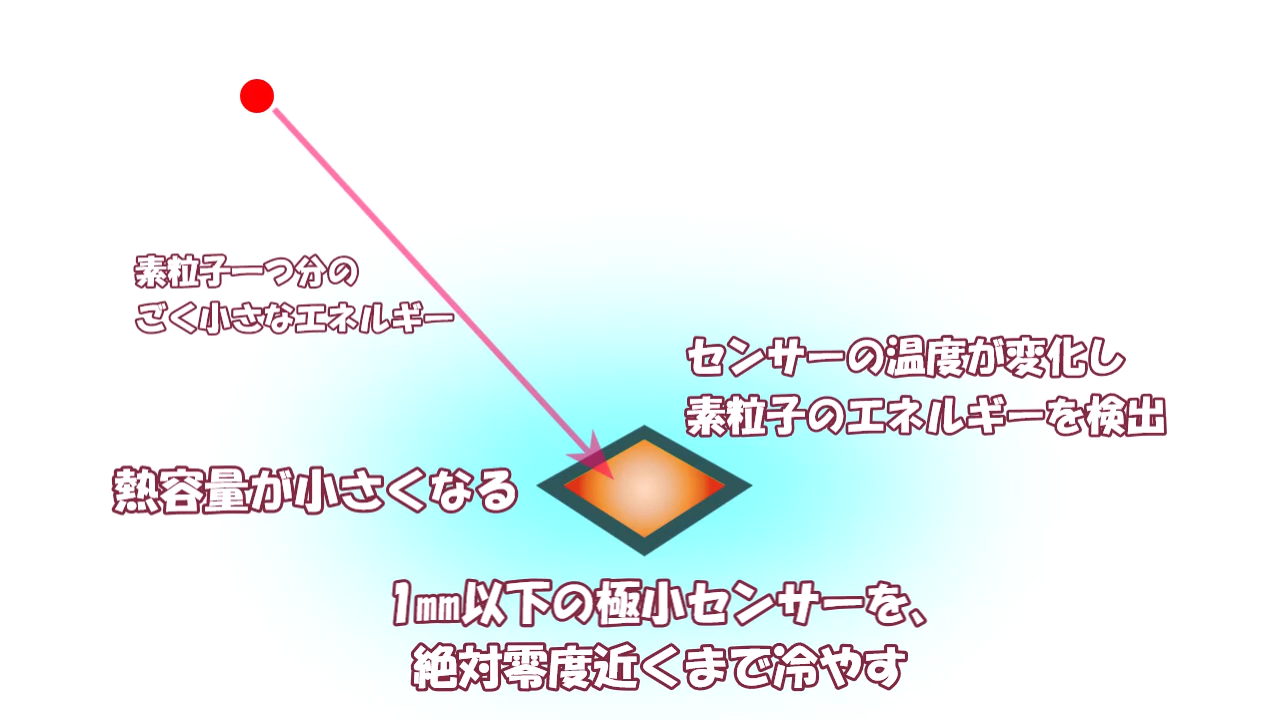 素粒子一つ分の
ごく小さなエネルギー
センサーの温度が変化し
素粒子のエネルギーを検出
熱容量が小さくなる
1mm以下の極小センサーを、
絶対零度近くまで冷やす